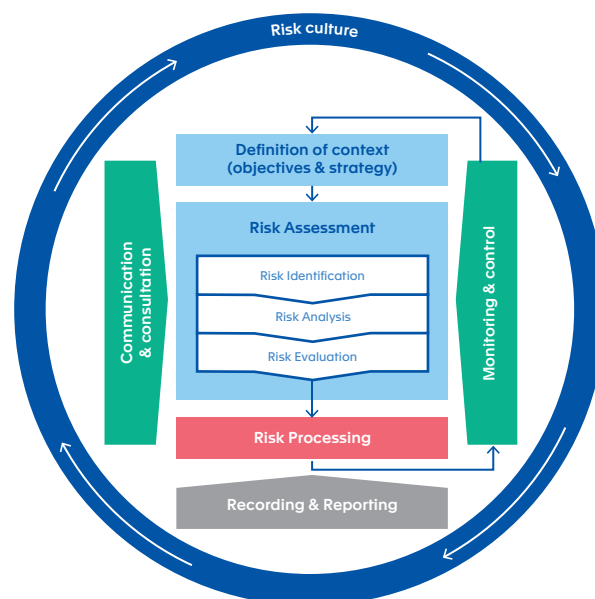 Risk culture
Definition of context
(objectives & strategy)
Risk Assessment
Risk Identification
Risk Analysis
Risk Evaluation
Communication
& consultation
Monitoring & control
Risk Processing
Recording & Reporting